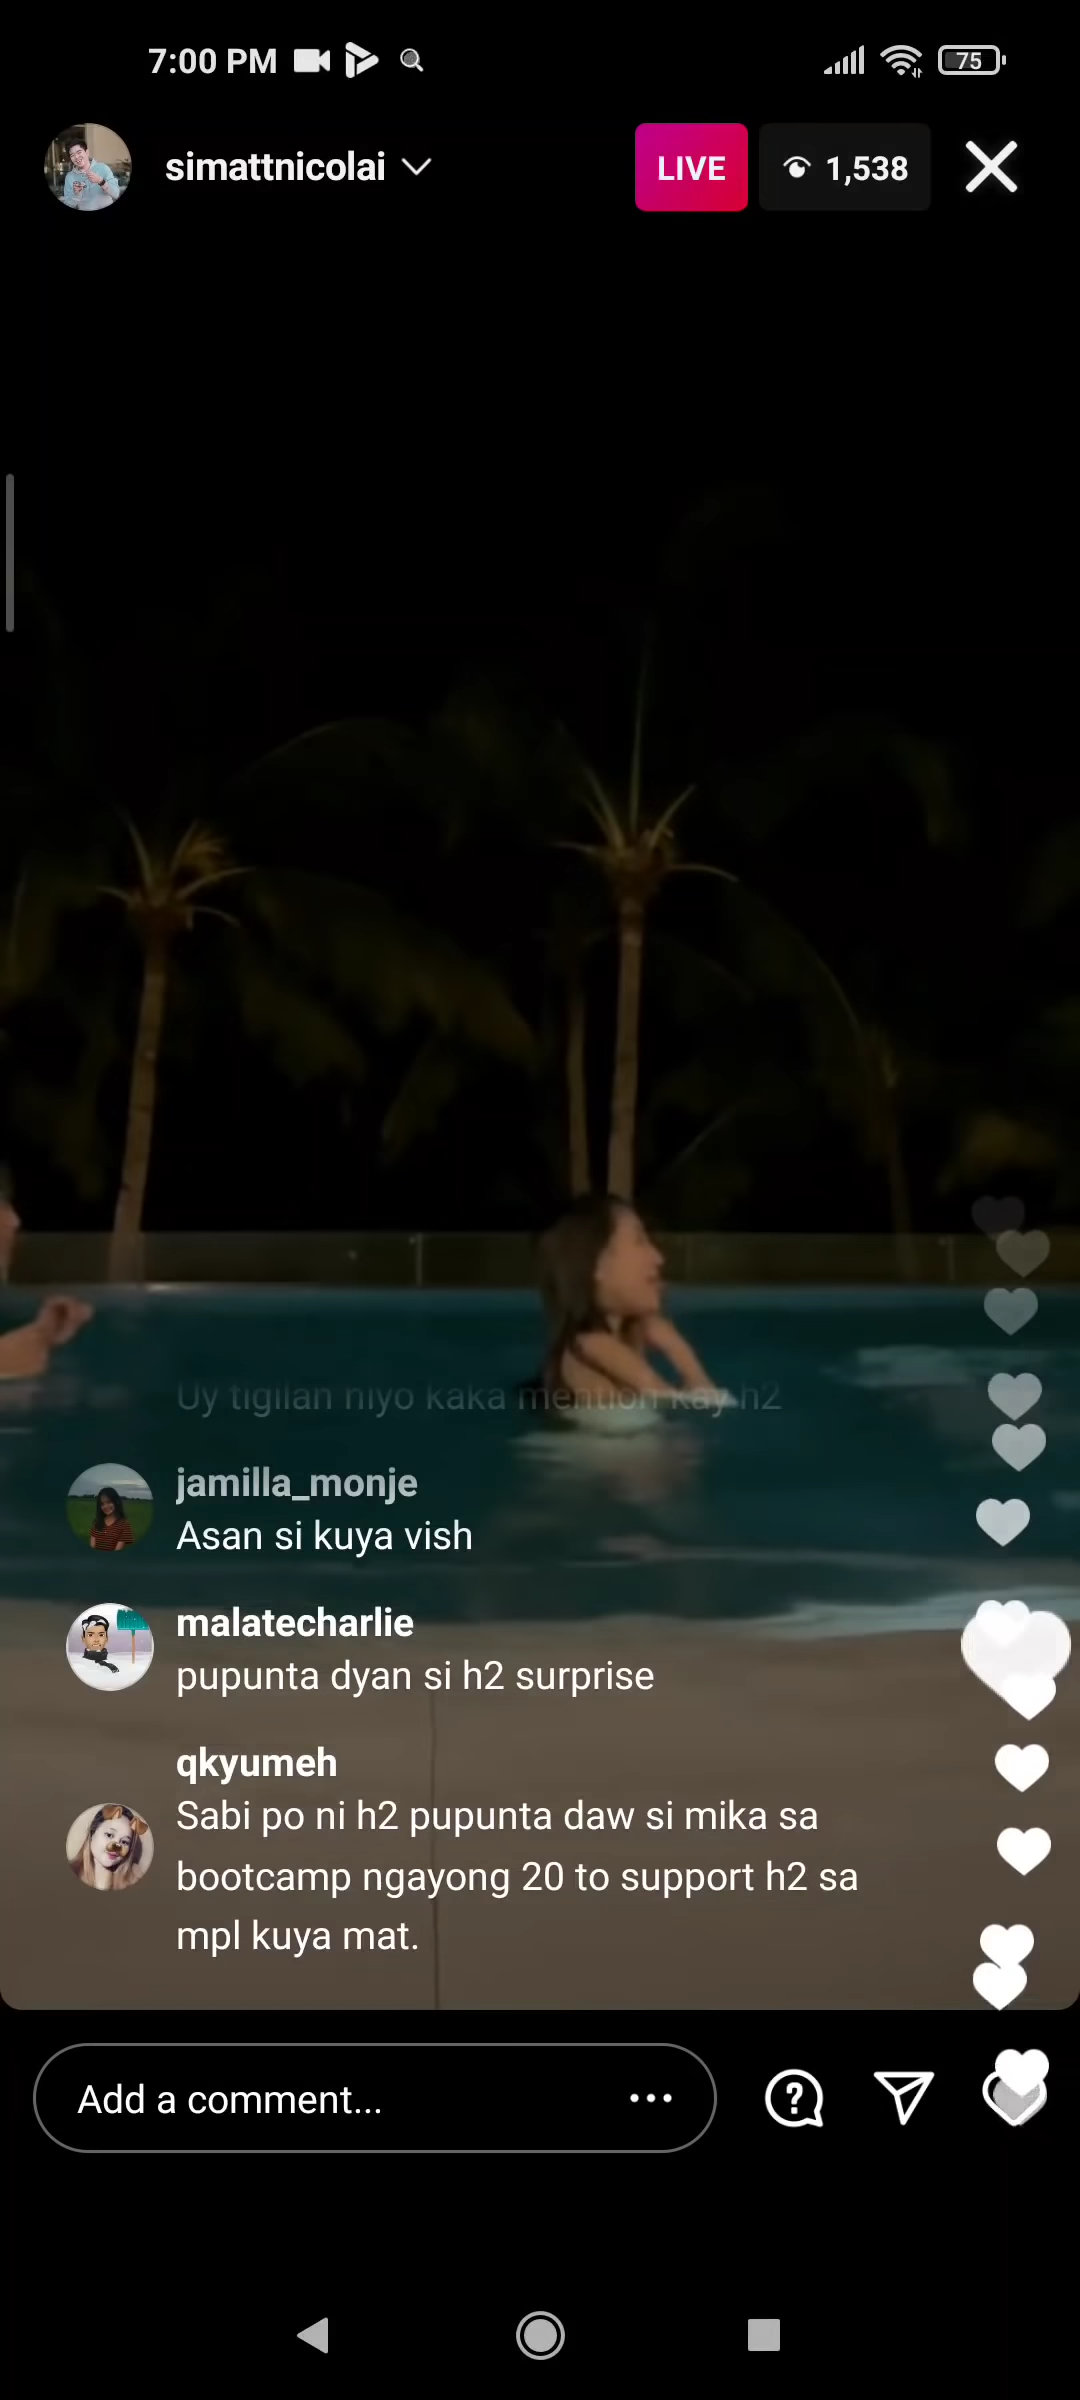 7:00 PM
75
simattnicolai
LIVE
1,538
Uy tigilan niyo kaka mention kay h2
jamilla_monje
Asan si kuya vish
malatecharlie
pupunta dyan si h2 surprise
qkyumeh
Sabi po ni h2 pupunta daw si mika sa
bootcamp ngayong 20 to support h2 sa
mpl kuya mat.
Add a comment...